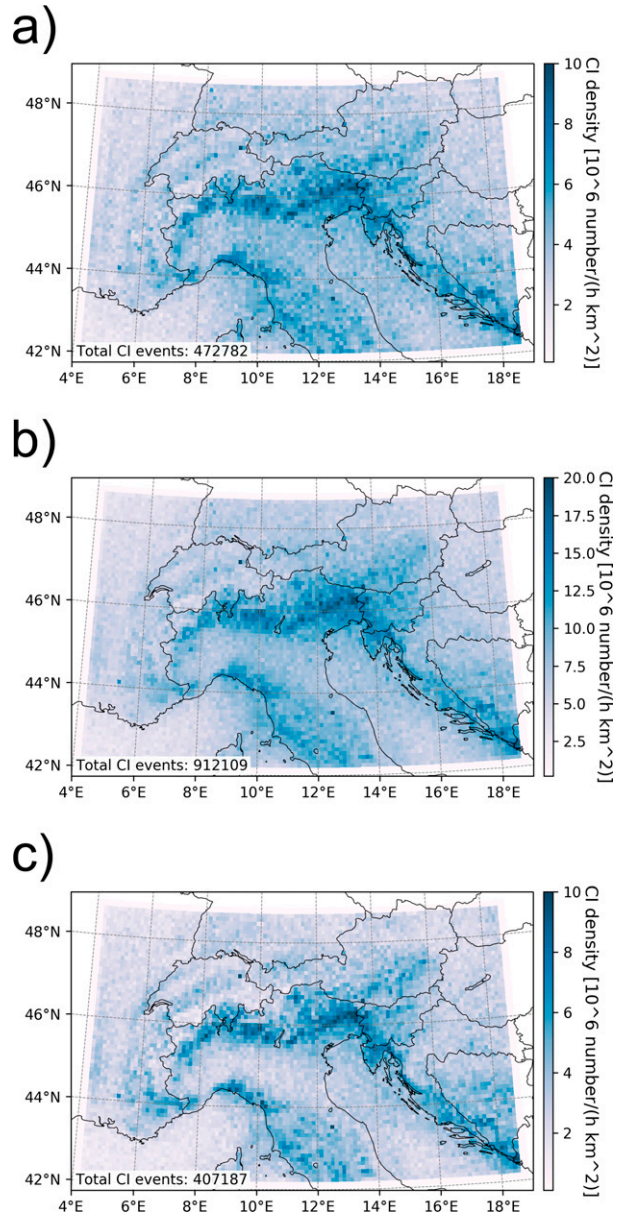 a)
48°N
46°N
44°N
42°N
4°E 6°E 8°E 10°E 12°E 14°E 16°E 18°E
Total CI events: 472782
10
8
6
4
2
CI density [10^6 number/(h km^2)]
b)
48°N
46°N
44°N
42°N
4°E 6°E 8°E 10°E 12°E 14°E 16°E 18°E
Total CI events: 912109
20.0
17.5
15.0
12.5
10.0
7.5
5.0
2.5
CI density [10^6 number/(h km^2)]
c)
48°N
46°N
44°N
42°N
4°E 6°E 8°E 10°E 12°E 14°E 16°E 18°E
Total CI events: 407187
10
8
6
4
2
CI density [10^6 number/(h km^2)]